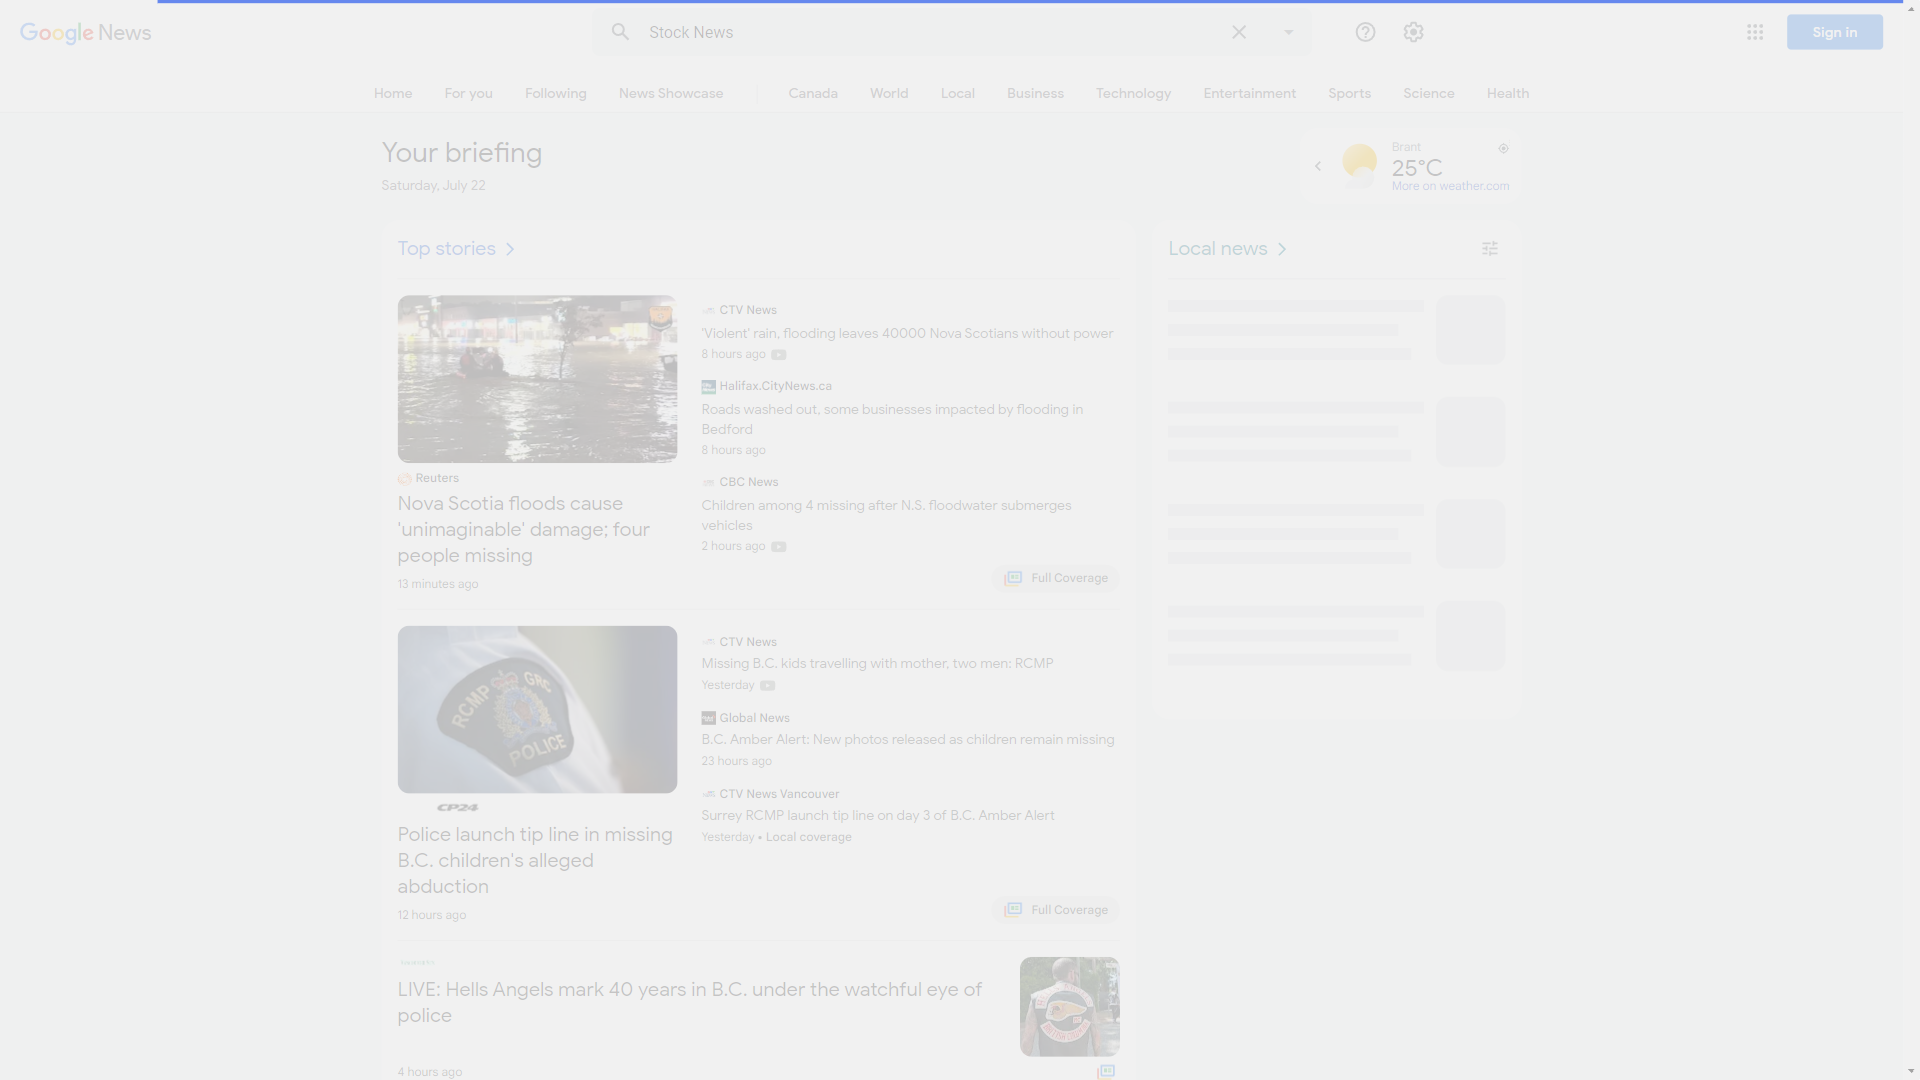 Google News
Stock News
Sign in
Home
For you
Following
News Showcase
Canada
World
Local
Business
Technology
Entertainment
Sports
Science
Health
Your briefing
Saturday, July 22
Brant
25°C
More on weather.com
Top stories
Reuters
Nova Scotia floods cause
'unimaginable' damage; four
people missing
13 minutes ago
CTV News
'Violent' rain, flooding leaves 40000 Nova Scotians without power
8 hours ago
Halifax.CityNews.ca
Roads washed out, some businesses impacted by flooding in
Bedford
8 hours ago
CBC News
Children among 4 missing after N.S. floodwater submerges
vehicles
2 hours ago
Full Coverage
RCMP GRC
POLICE
CP24
Police launch tip line in missing
B.C. children's alleged
abduction
12 hours ago
CTV News
Missing B.C. kids travelling with mother, two men: RCMP
Yesterday
Global News
B.C. Amber Alert: New photos released as children remain missing
23 hours ago
CTV News Vancouver
Surrey RCMP launch tip line on day 3 of B.C. Amber Alert
Yesterday • Local coverage
Full Coverage
LIVE: Hells Angels mark 40 years in B.C. under the watchful eye of
police
4 hours ago
Local news